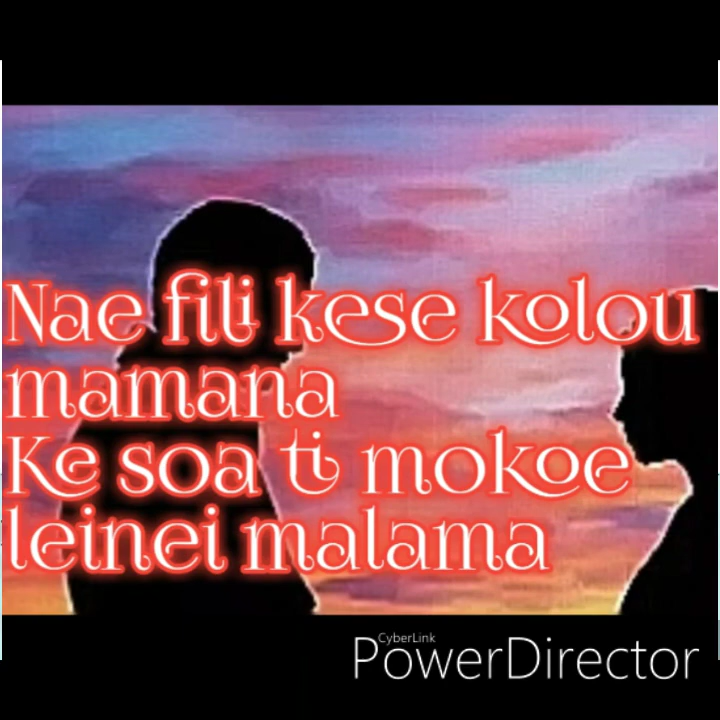 Nae fili kese kolou
mamana
Ke soa ti mokoe
leinei malama
CyberLink
PowerDirector